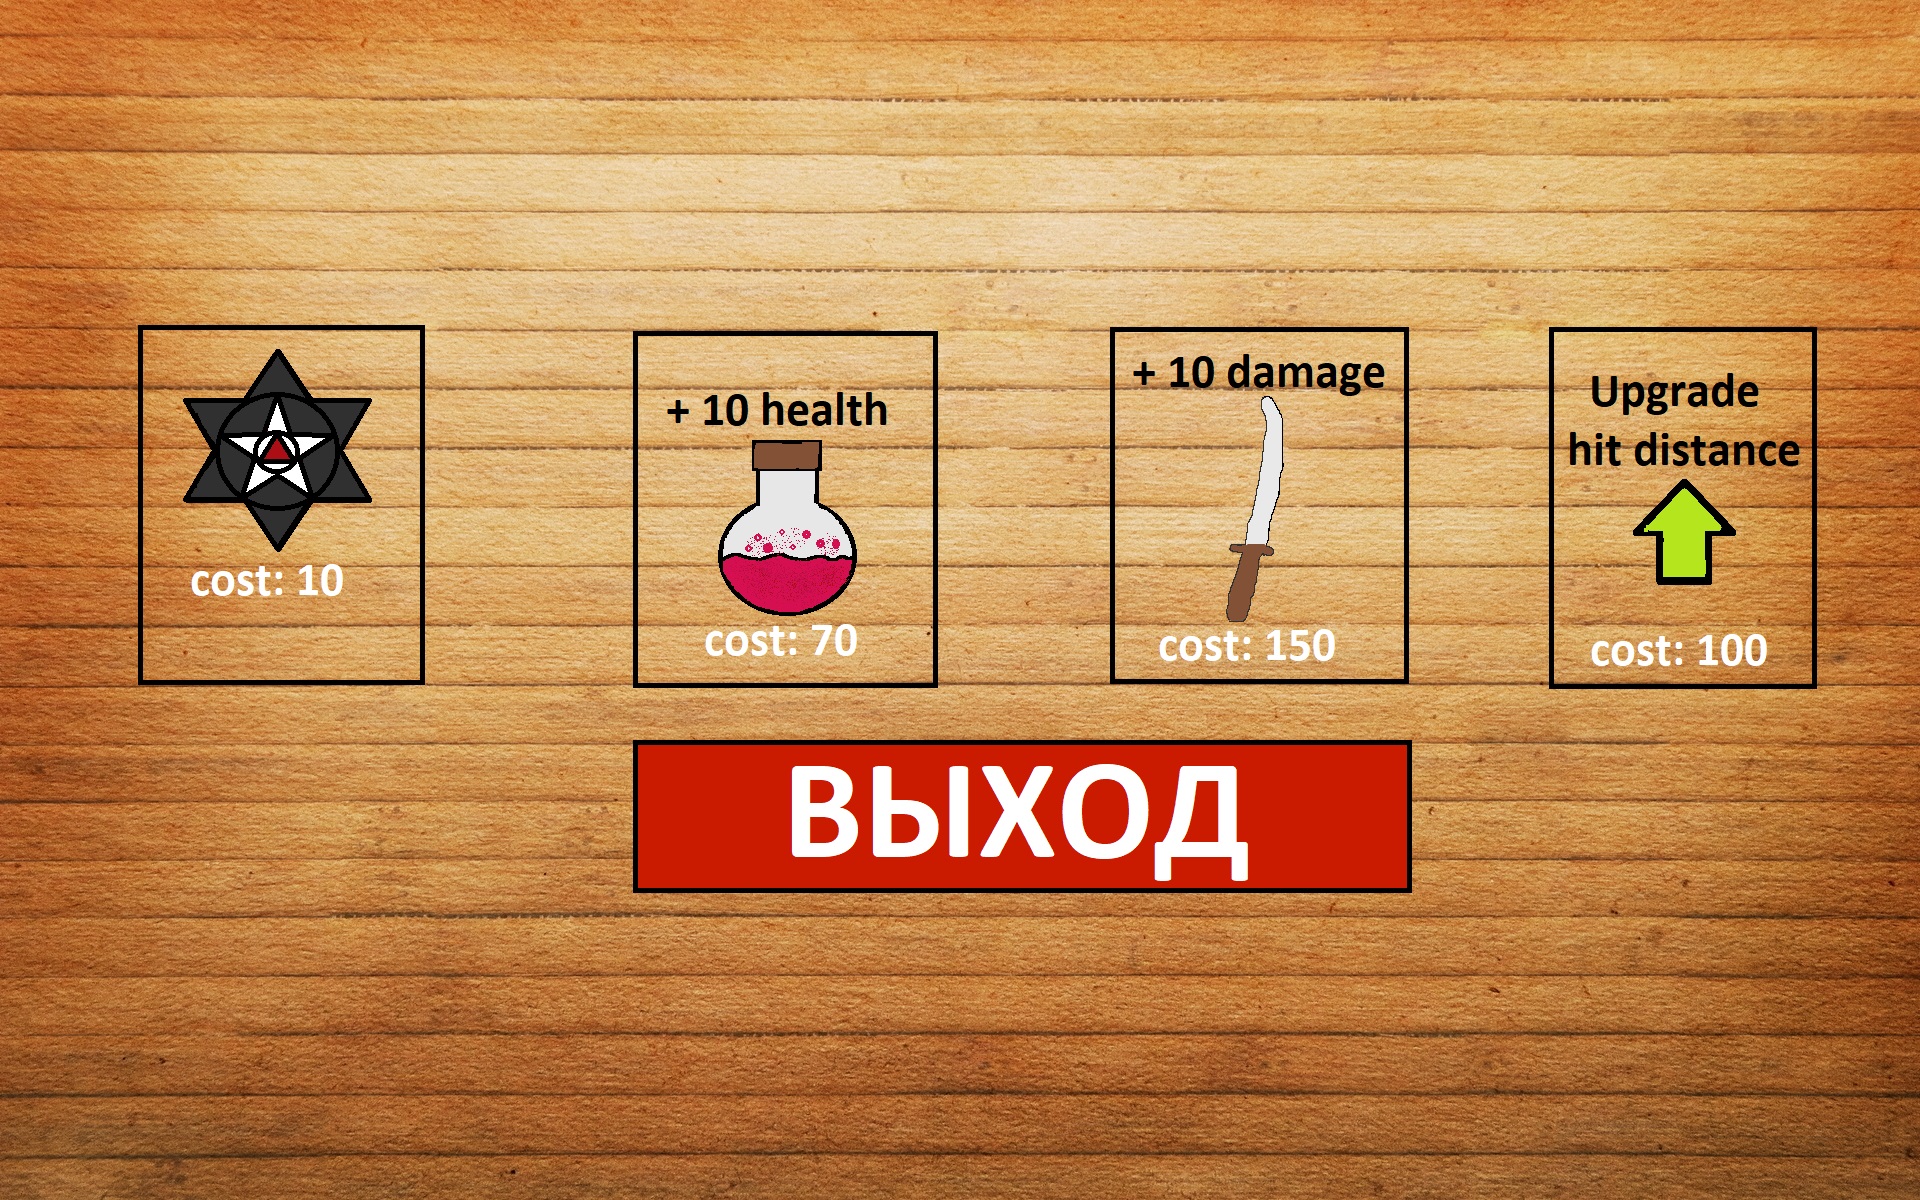 cost: 10
+ 10 health
cost: 70
+ 10 damage
cost: 150
Upgrade
hit distance
cost: 100
ВЫХОД